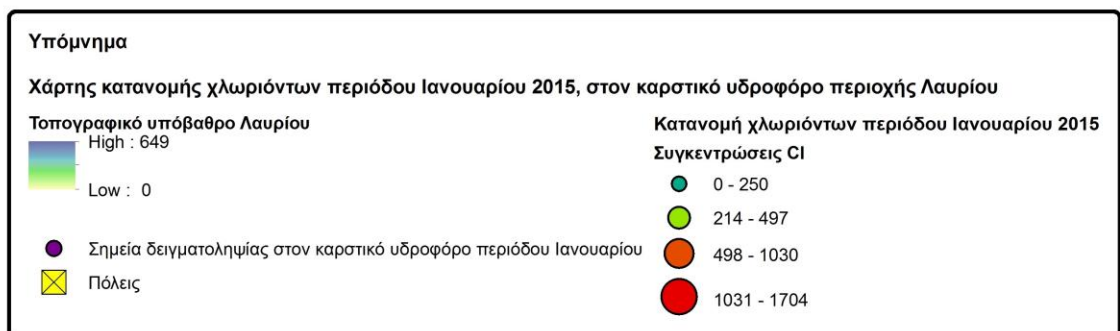 Υπόμνημα
Χάρτης κατανομής χλωριόντων περιόδου Ιανουαρίου 2015, στον καρστικό υδροφόρο περιοχής Λαυρίου
Τοπογραφικό υπόβαθρο Λαυρίου
High : 649
Low : 0
Σημεία δειγματοληψίας στον καρστικό υδροφόρο περιόδου Ιανουαρίου
Πόλεις
Κατανομή χλωριόντων περιόδου Ιανουαρίου 2015
Συγκεντρώσεις Cl
0 - 250
214 - 497
498 - 1030
1031 - 1704